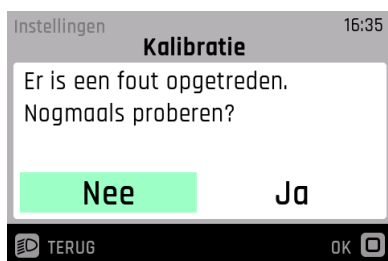 Instellingen 16:35
Kalibratie
Er is een fout opgetreden.
Nogmaals proberen?
Nee Ja
TERUG OK